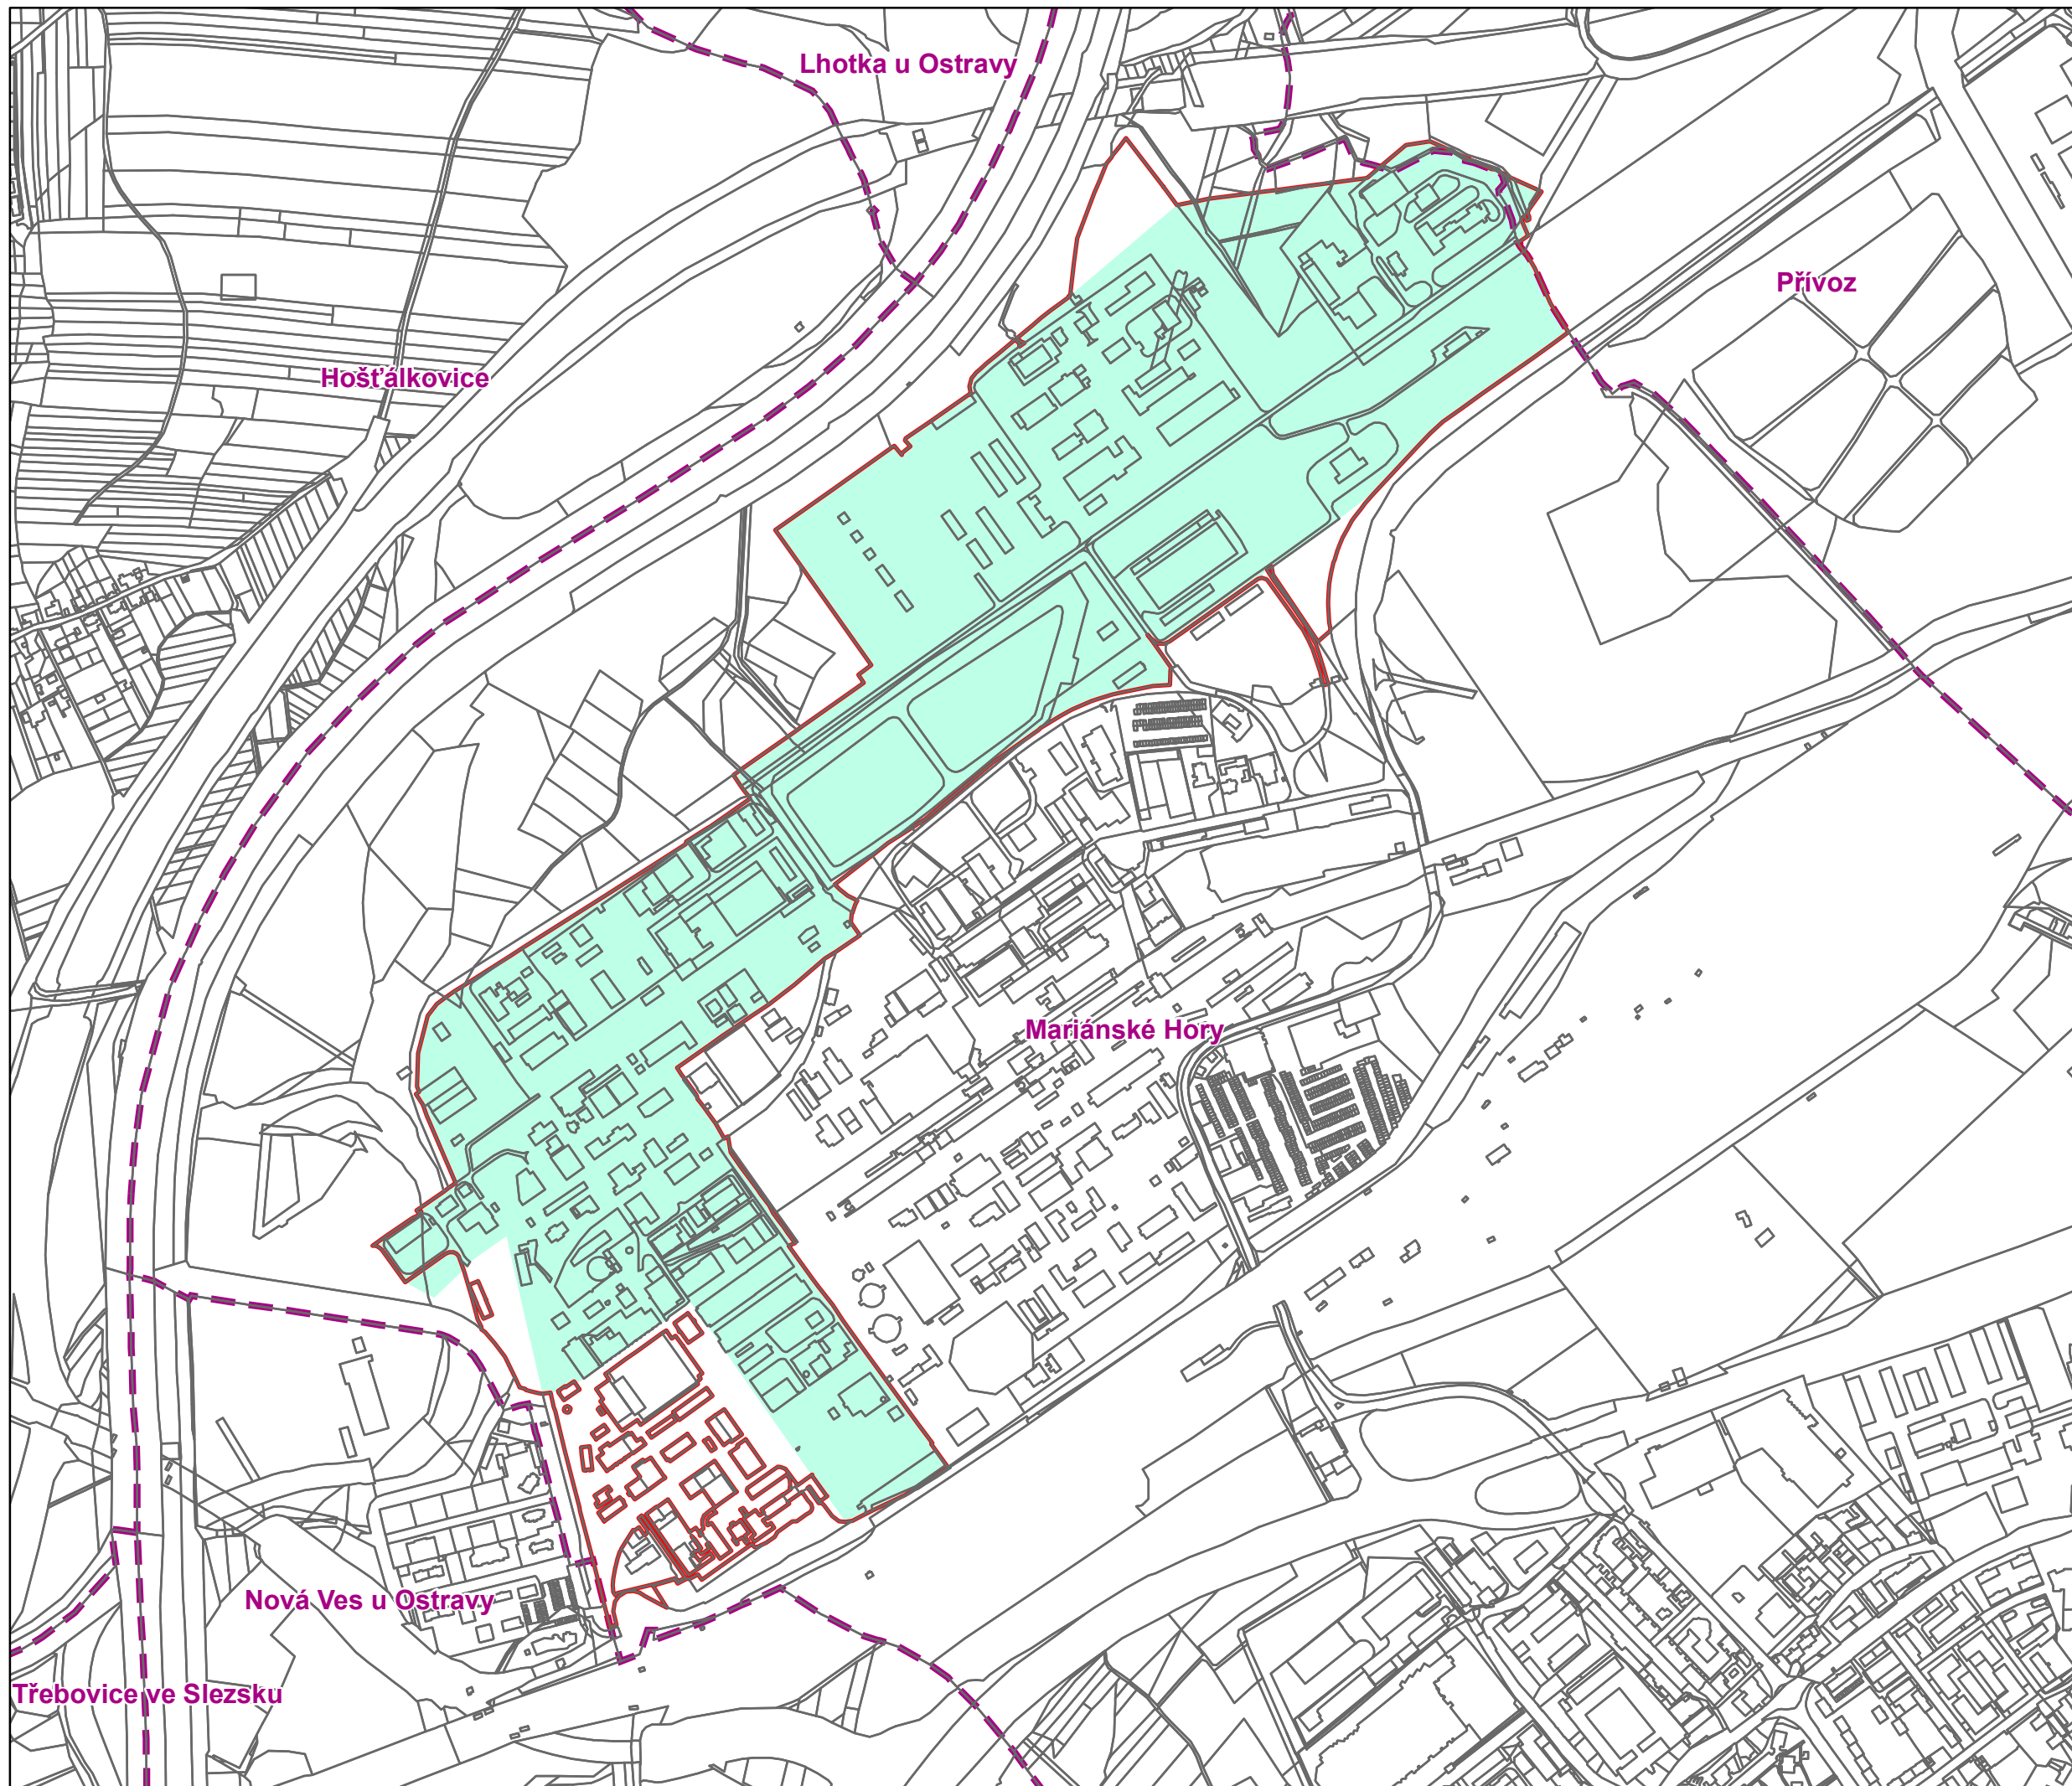 Lhotka u Ostravy
Přívoz
Hošťálkovice
Mariánské Hory
Nová Ves u Ostravy
Třebovice ve Slezsku